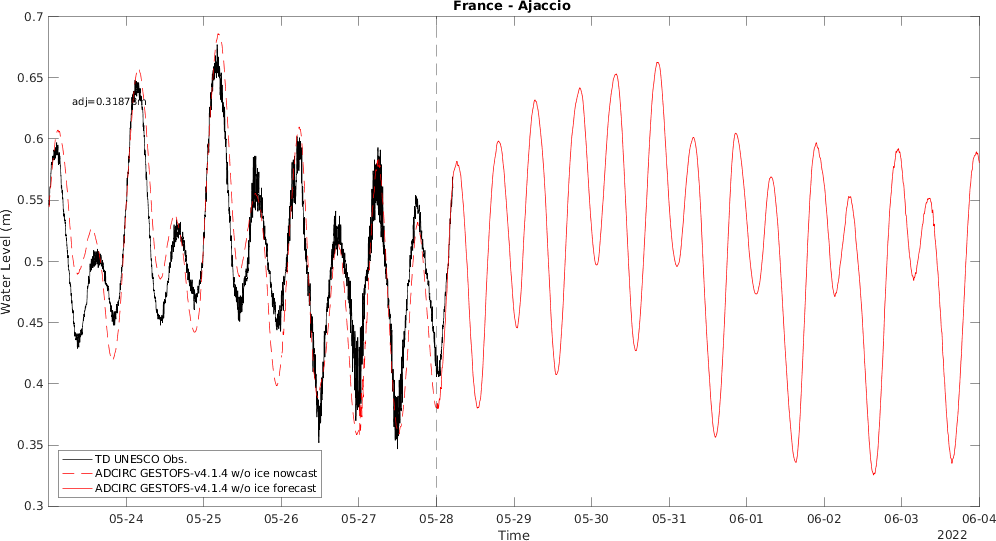 France - Ajaccio
0.7
0.65
0.6
0.55
0.5
0.45
0.4
0.35
0.3
Water Level (m)
TD UNESCO Obs.
ADCIRC GESTOFS-v4.1.4 w/o ice nowcast
ADCIRC GESTOFS-v4.1.4 w/o ice forecast
05-24 05-25 05-26 05-27 05-28 05-29 05-30 05-31 06-01 06-02 06-03 06-04
Time
2022